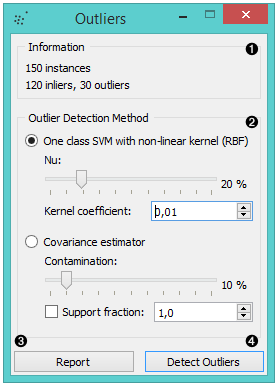 Outliers
Information
1
150 instances
120 inliers, 30 outliers
Outlier Detection Method
2
One class SVM with non-linear kernel (RBF)
Nu:
20 %
Kernel coefficient: 0,01
Covariance estimator
Contamination:
10 %
Support fraction: 1,0
3 4
Report Detect Outliers